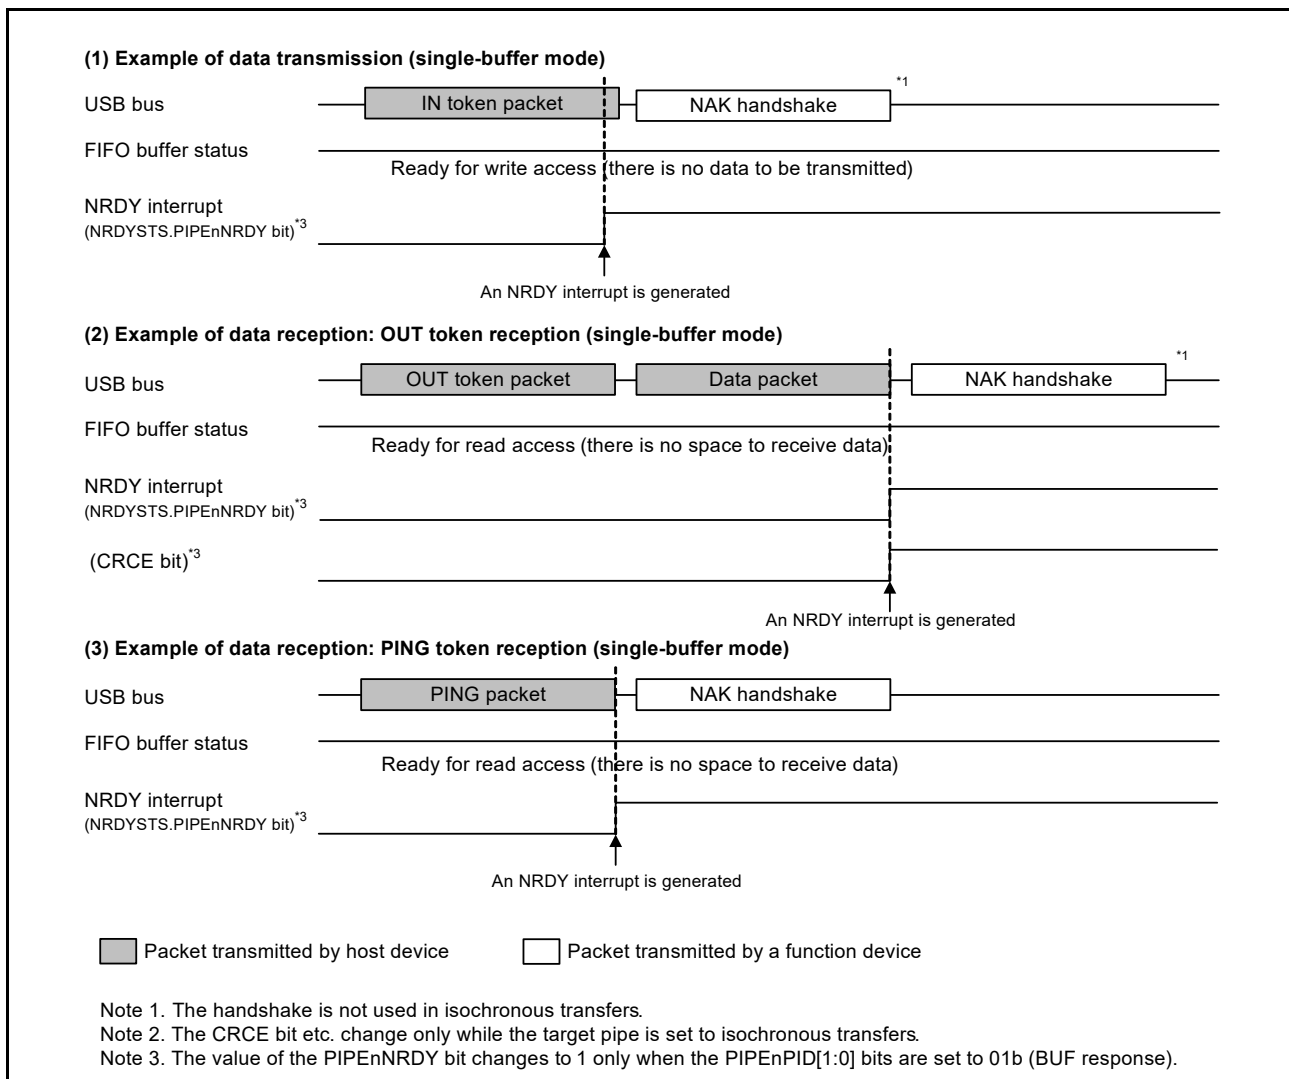 (1) Example of data transmission (single-buffer mode)
USB bus
IN token packet
NAK handshake
*1
FIFO buffer status
Ready for write access (there is no data to be transmitted)
NRDY interrupt
(NRDYSTS.PIPEnNRDY bit)*3
An NRDY interrupt is generated
(2) Example of data reception: OUT token reception (single-buffer mode)
USB bus
OUT token packet
Data packet
NAK handshake
*1
FIFO buffer status
Ready for read access (there is no space to receive data)
NRDY interrupt
(NRDYSTS.PIPEnNRDY bit)*3
(CRCE bit)*3
An NRDY interrupt is generated
(3) Example of data reception: PING token reception (single-buffer mode)
USB bus
PING packet
NAK handshake
FIFO buffer status
Ready for read access (there is no space to receive data)
NRDY interrupt
(NRDYSTS.PIPEnNRDY bit)*3
An NRDY interrupt is generated
Packet transmitted by host device
Packet transmitted by a function device
Note 1. The handshake is not used in isochronous transfers.
Note 2. The CRCE bit etc. change only while the target pipe is set to isochronous transfers.
Note 3. The value of the PIPEnNRDY bit changes to 1 only when the PIPEnPID[1:0] bits are set to 01b (BUF response).